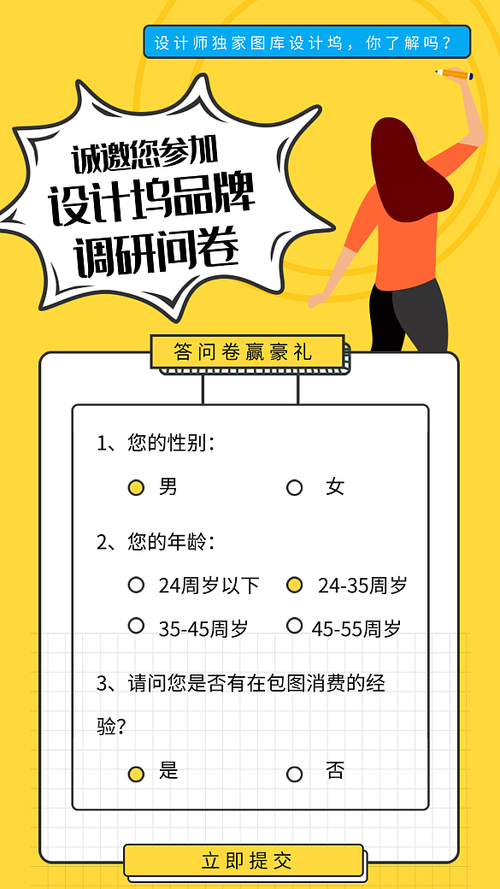 设计师独家图库设计坞，你了解吗？
诚邀您参加
设计坞品牌
调研问卷
答问卷赢豪礼
1、您的性别：
男 女
2、您的年龄：
24周岁以下 24-35周岁
35-45周岁 45-55周岁
3、请问您是否有在包图消费的经
验？
是 否
立即提交